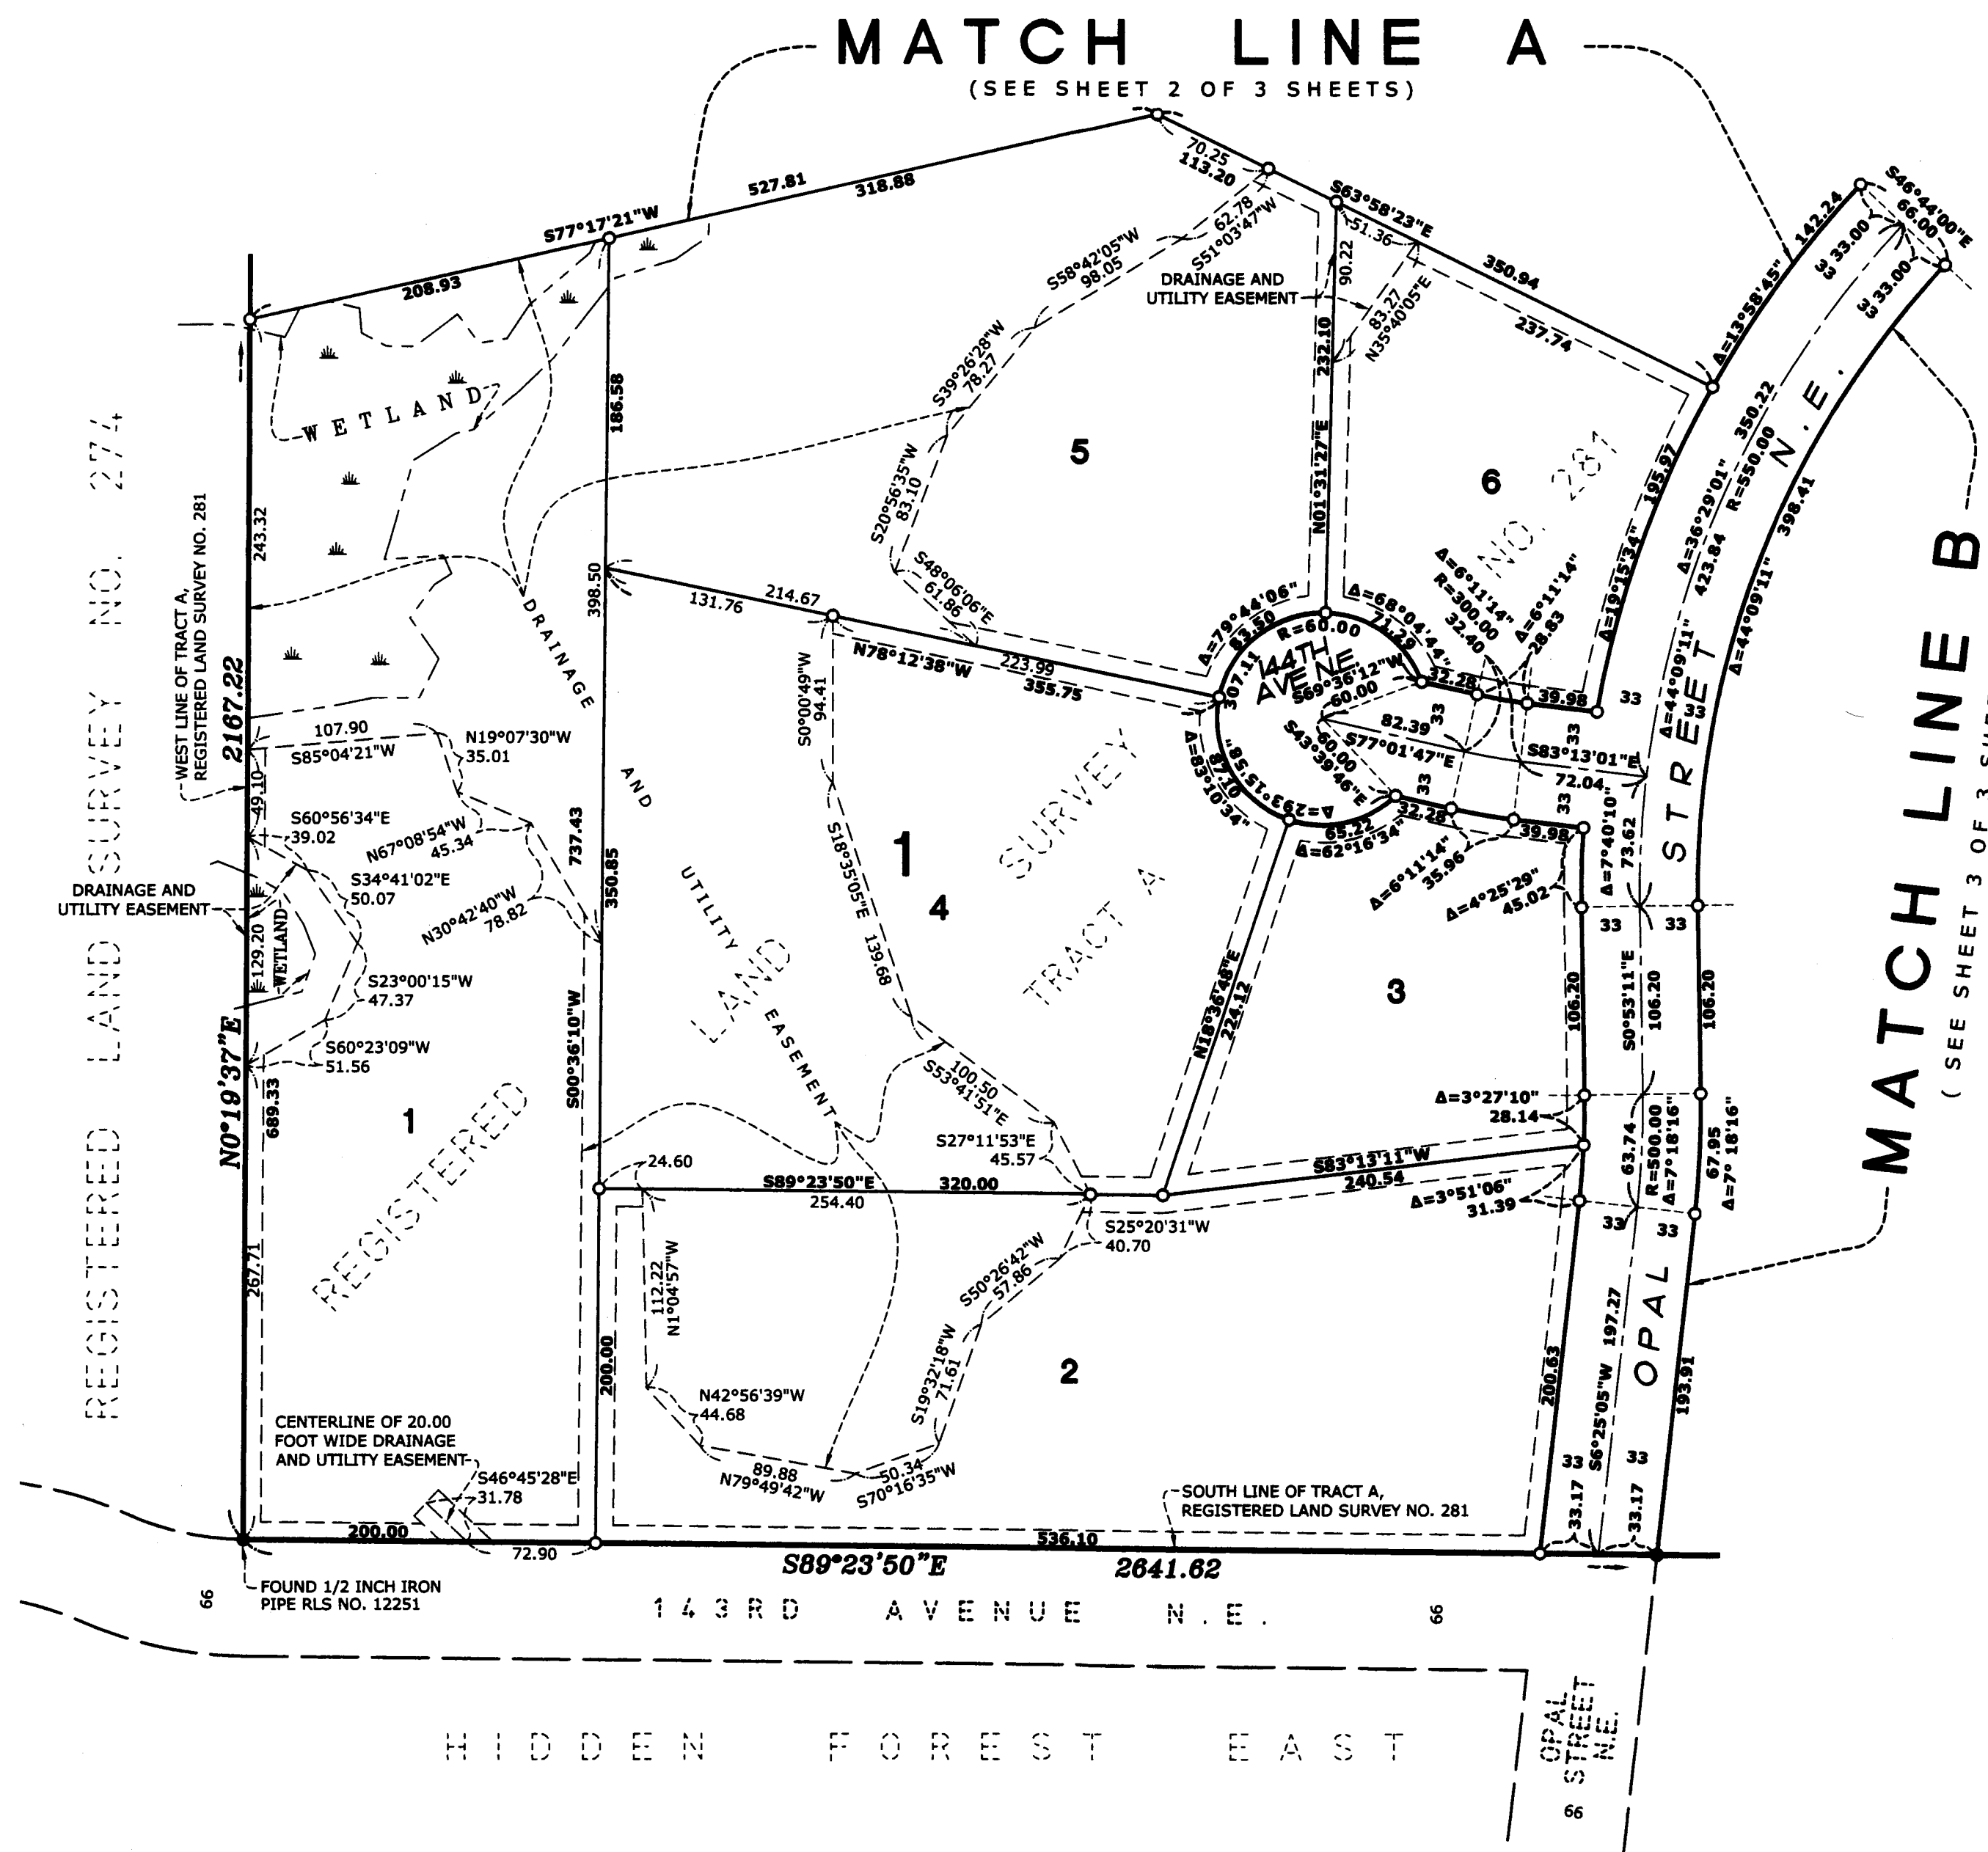 MATCH LINE A
(SEE SHEET 2 OF 3 SHEETS)
70.25
113.20
527.81
318.88
S77°17'21"W
208.93
S63°58'23"E
51.36
350.94
237.74
62.78
S51°03'47"W
S58°42'05"W
98.05
DRAINAGE AND
UTILITY EASEMENT
90.22
83.27
N35°40'05"E
232.10
N01°31'27"E
S46°44'00"E
66.00
142.24
33.00
33
33.00
33
Δ=13°58'45"
S39°26'28"W
78.27
S20°56'35"W
83.10
S48°06'06"E
61.86
5
6
NO. 281
WETLAND
186.58
398.50
243.32
WEST LINE OF TRACT A,
REGISTERED LAND SURVEY NO. 281
REGISTERED LAND SURVEY NO. 274
2167.22
N0°19'37"E
131.76
214.67
N78°12'38"W
223.99
355.75
S0°00'49"W
94.41
Δ=79°44'06"
83.50
R=60.00
307.11
144TH
AVE. N.E.
Δ=68°04'44"
71.29
S69°36'12"W
60.00
Δ=6°11'14"
R=300.00
32.40
Δ=6°11'14"
28.83
32.28
39.98
33
33
33
33
82.39
S77°01'47"E
S83°13'01"E
72.04
S43°39'46"E
60.00
Δ=83°10'34"
87.10
Δ=293°15'58"
65.22
Δ=62°16'34"
32.28
33
33
39.98
Δ=6°11'14"
35.96
Δ=4°25'29"
45.02
Δ=7°40'10"
73.62
195.97
Δ=19°15'34"
350.22
R=550.00
Δ=36°29'01"
423.84
Δ=44°09'11"
398.41
Δ=44°09'11"
OPAL STREET N.E.
MATCH LINE B
107.90
S85°04'21"W
N19°07'30"W
35.01
49.10
S60°56'34"E
39.02
N67°08'54"W
45.34
S34°41'02"E
50.07
N30°42'40"W
78.82
DRAINAGE AND
UTILITY EASEMENT
129.20
WETLAND
S23°00'15"W
47.37
S60°23'09"W
51.56
689.33
267.71
737.43
350.85
S00°36'10"W
DRAINAGE AND UTILITY EASEMENT
1
4
S18°35'05"E
139.68
LAND SURVEY
TRACT A
N18°36'48"E
224.12
3
1
REGISTERED
100.50
S53°41'51"E
S27°11'53"E
45.57
24.60
S89°23'50"E
320.00
254.40
S25°20'31"W
40.70
S83°13'11"W
240.54
Δ=3°27'10"
28.14
Δ=3°51'06"
31.39
106.20
S0°53'11"E
106.20
106.20
33
33
63.74
R=500.00
Δ=7°18'16"
67.95
Δ=7°18'16"
33
33
112.22
N1°04'57"W
S50°26'42"W
57.86
S19°32'18"W
71.61
2
200.00
N42°56'39"W
44.68
89.88
N79°49'42"W
50.34
S70°16'35"W
200.63
S6°25'05"W
197.27
193.91
33
33
33.17
33.17
CENTERLINE OF 20.00
FOOT WIDE DRAINAGE
AND UTILITY EASEMENT
S46°45'28"E
31.78
200.00
72.90
SOUTH LINE OF TRACT A,
REGISTERED LAND SURVEY NO. 281
536.10
S89°23'50"E
2641.62
FOUND 1/2 INCH IRON
PIPE RLS NO. 12251
66
143RD AVENUE N.E.
66
HIDDEN FOREST EAST
OPAL
STREET
N.E.
66